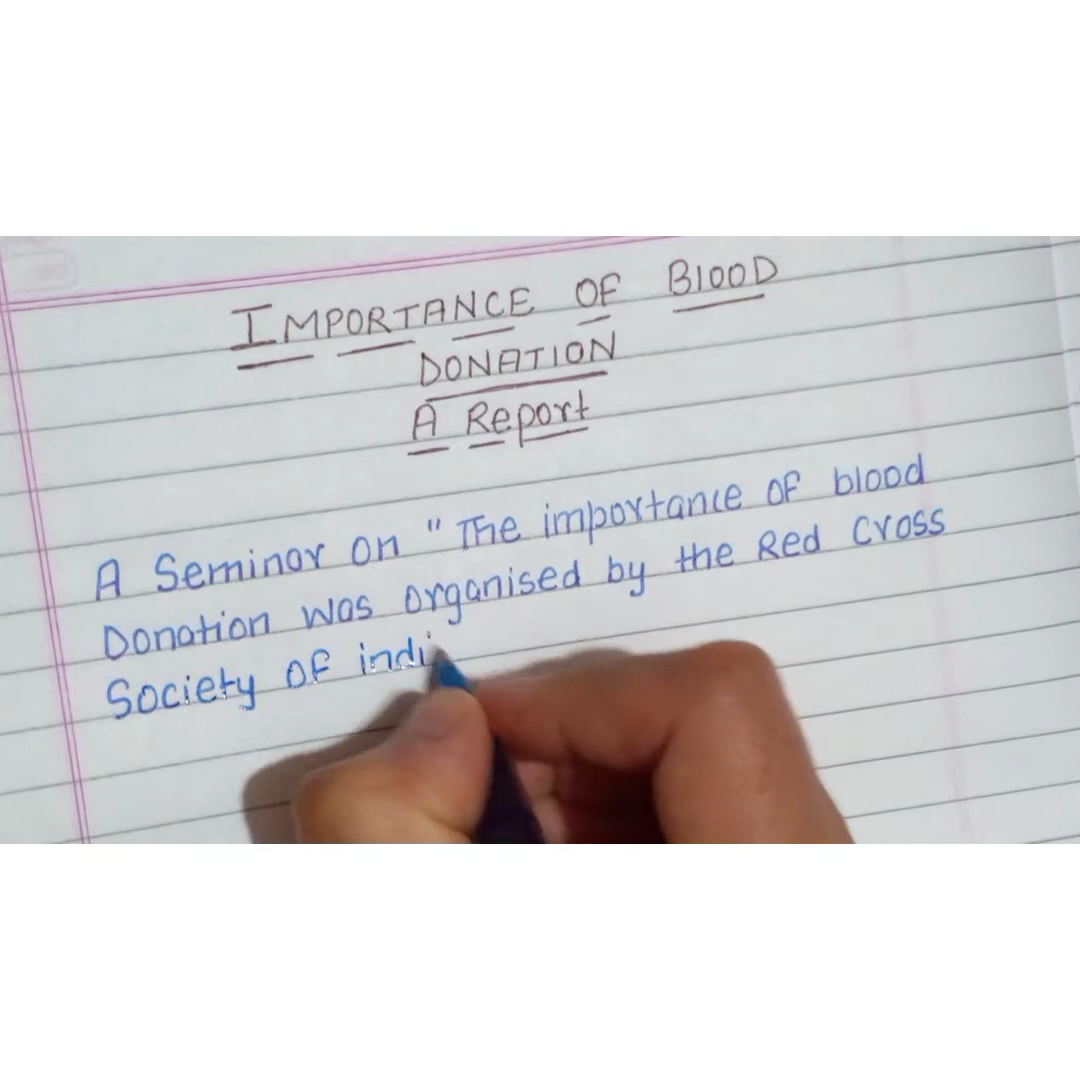 IMPORTANCE OF BlOOD
DONATION
A Report
A Seminar on "The importance OF blood
Donation was organised by the Red Cross
Society OF indi